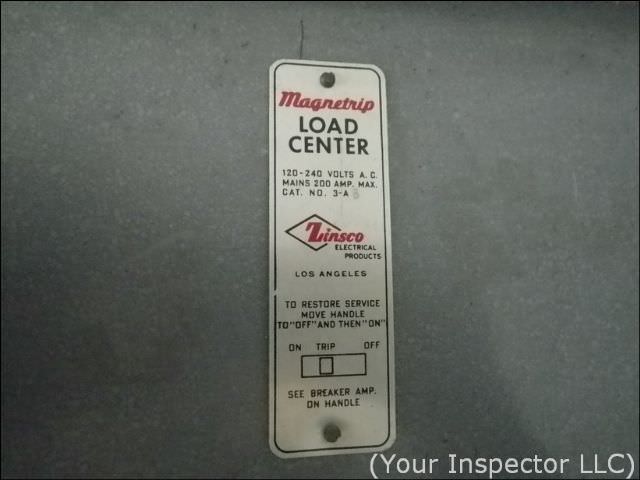 Magnetrip
LOAD
CENTER
120-240 VOLTS A.C.
MAINS 200 AMP. MAX.
CAT. NO. 3-A 8
Zinsco
ELECTRICAL
PRODUCTS
LOS ANGELES
TO RESTORE SERVICE
MOVE HANDLE
TO "OFF" AND THEN "ON"
ON TRIP OFF
SEE BREAKER AMP.
ON HANDLE
(Your Inspector LLC)